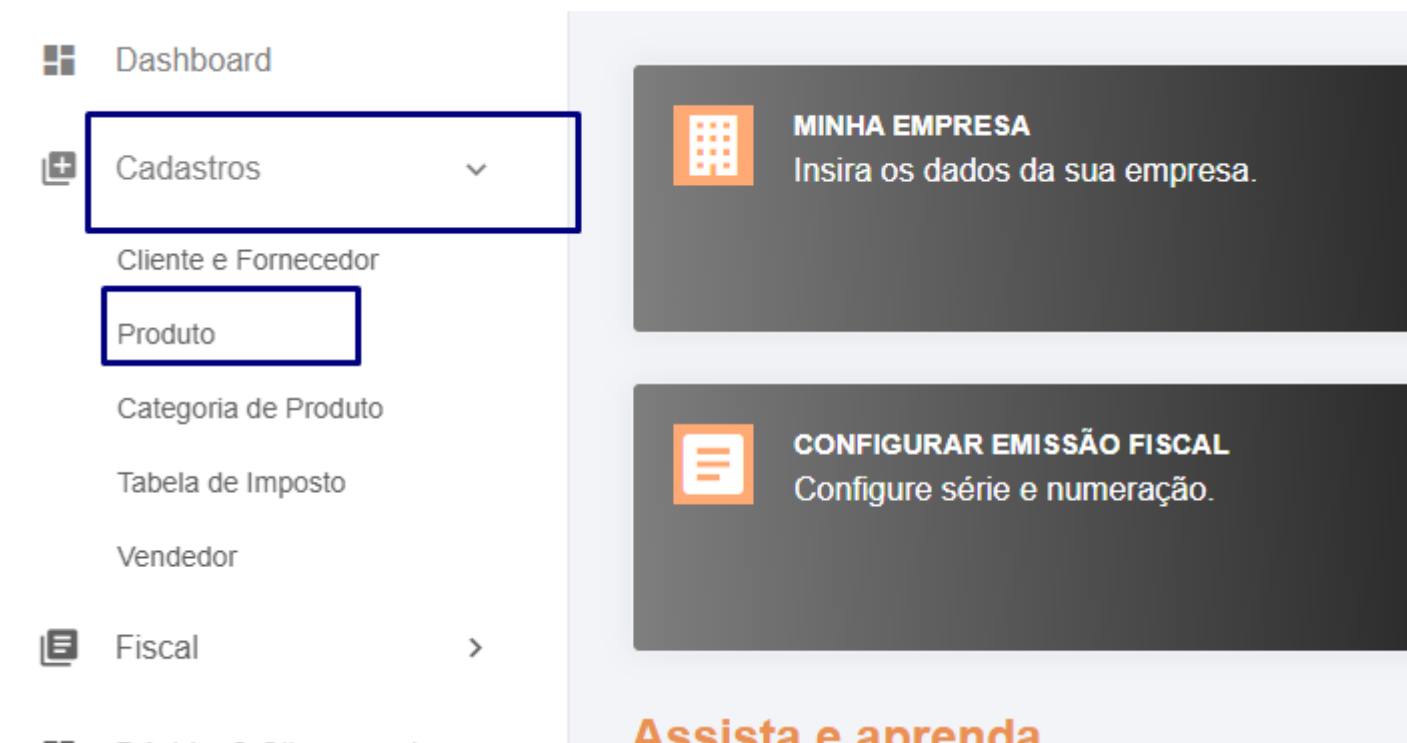 Dashboard
Cadastros
Cliente e Fornecedor
Produto
Categoria de Produto
Tabela de Imposto
Vendedor
Fiscal
MINHA EMPRESA
Insira os dados da sua empresa.
CONFIGURAR EMISSÃO FISCAL
Configure série e numeração.
Assista e aprenda